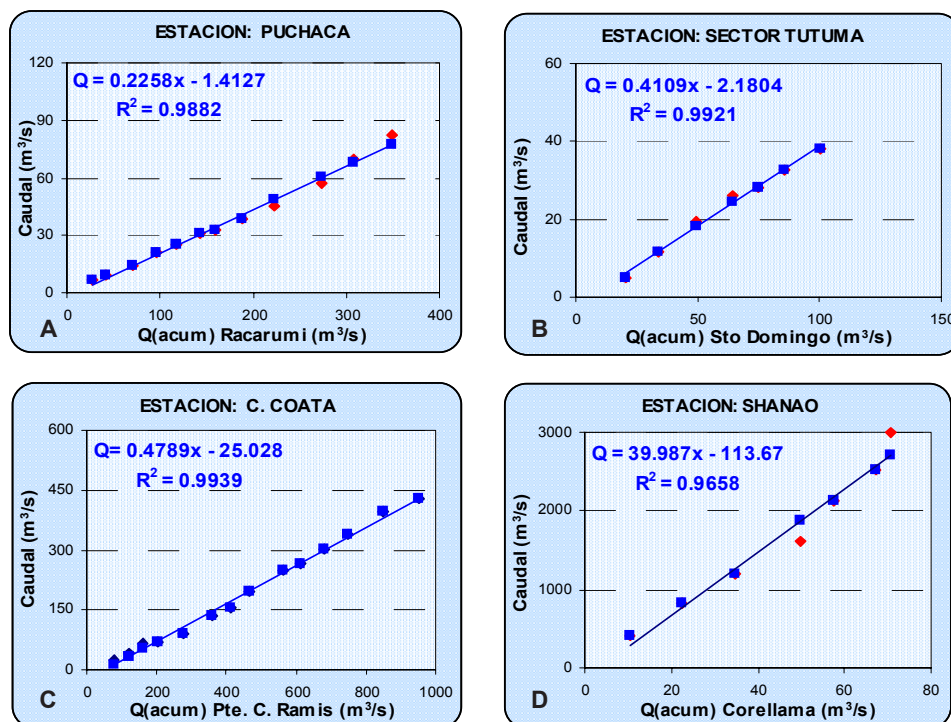 ESTACION: PUCHACA
Q = 0.2258x - 1.4127
R² = 0.9882
Caudal (m³/s)
120
90
60
30
0
0 100 200 300 400
A
Q(acum) Racarumi (m³/s)
ESTACION: SECTOR TUTUMA
Q = 0.4109x - 2.1804
R² = 0.9921
Caudal (m³/s)
60
40
20
0
0 50 100 150
B
Q(acum) Sto Domingo (m³/s)
ESTACION: C. COATA
Q= 0.4789x - 25.028
R² = 0.9939
Caudal (m³/s)
600
450
300
150
0
0 200 400 600 800 1000
C
Q(acum) Pte. C. Ramis (m³/s)
ESTACION: SHANAO
Q = 39.987x - 113.67
R² = 0.9658
Caudal (m³/s)
3000
2000
1000
0
0 20 40 60 80
D
Q(acum) Corellama (m³/s)